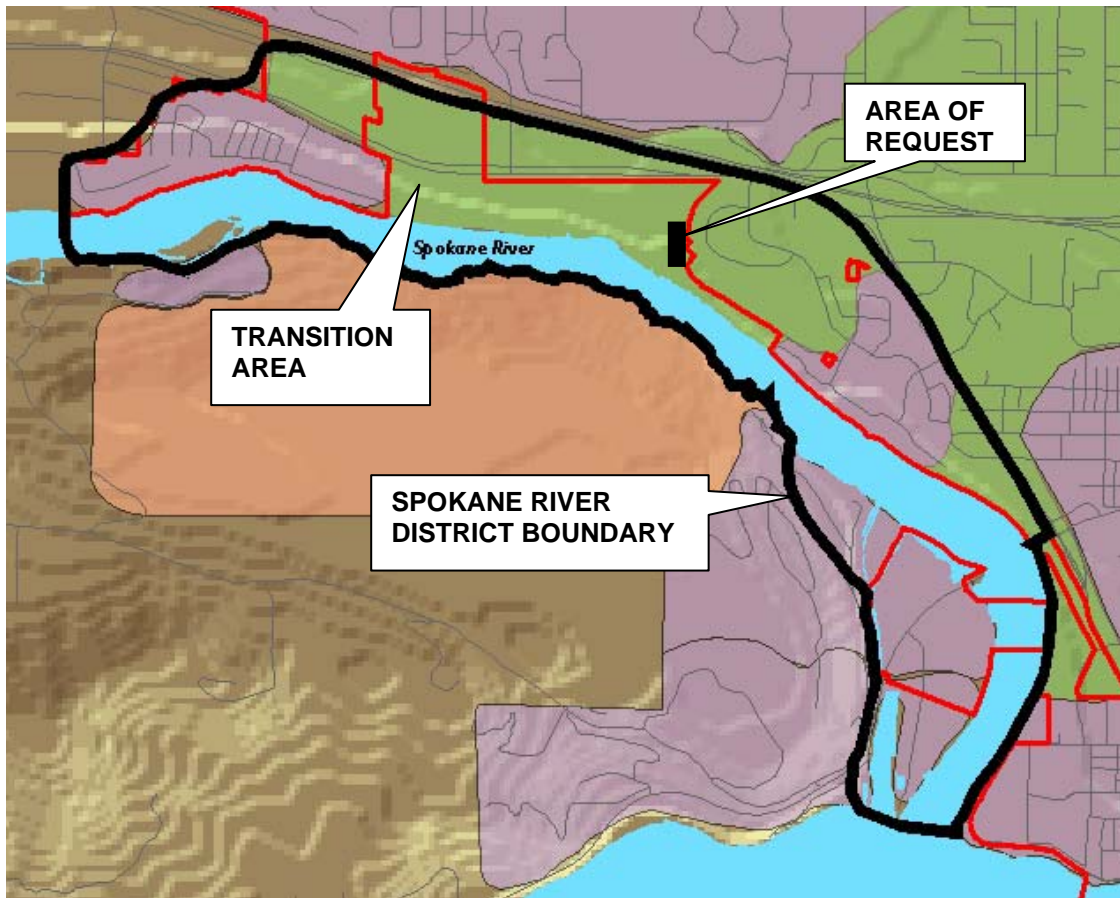 AREA OF
REQUEST
Spokane River
TRANSITION
AREA
SPOKANE RIVER
DISTRICT BOUNDARY